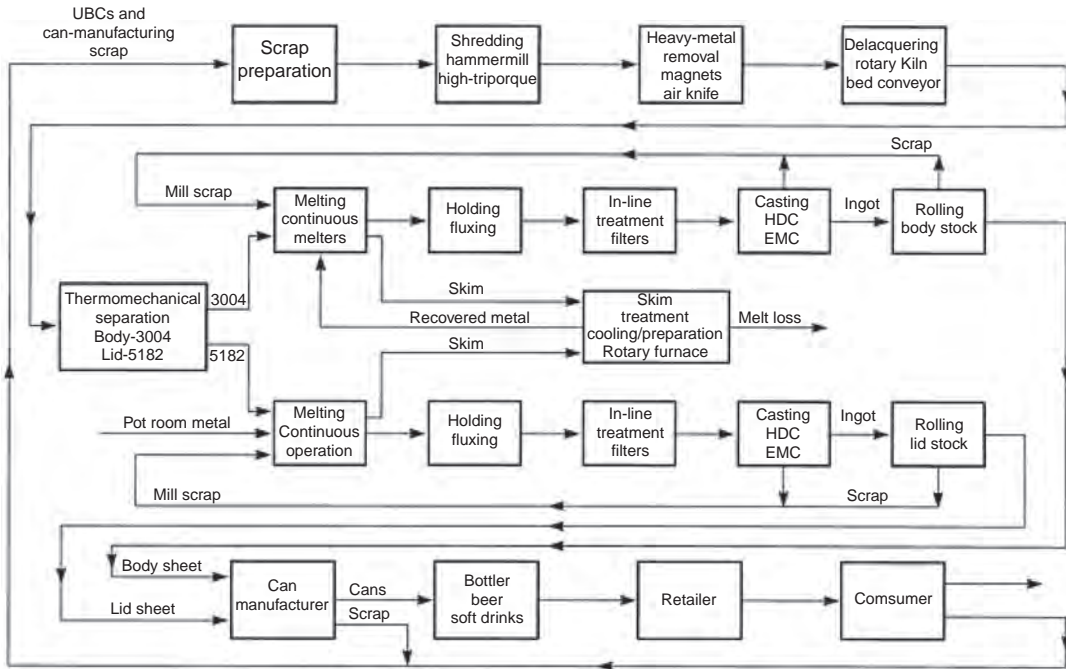 UBCs and
can-manufacturing
scrap
Scrap
preparation
Shredding
hammermill
high-triporque
Heavy-metal
removal
magnets
air knife
Delacquering
rotary Kiln
bed conveyor
Scrap
Mill scrap
Melting
continuous
melters
Holding
fluxing
In-line
treatment
filters
Casting
HDC
EMC
Ingot
Rolling
body stock
Thermomechanical
separation
Body-3004
Lid-5182
3004
5182
Skim
Recovered metal
Skim
Skim
treatment
cooling/preparation
Rotary furnace
Melt loss
Pot room metal
Melting
Continuous
operation
Holding
fluxing
In-line
treatment
filters
Casting
HDC
EMC
Ingot
Rolling
lid stock
Mill scrap
Scrap
Body sheet
Lid sheet
Can
manufacturer
Cans
Scrap
Bottler
beer
soft drinks
Retailer
Comsumer